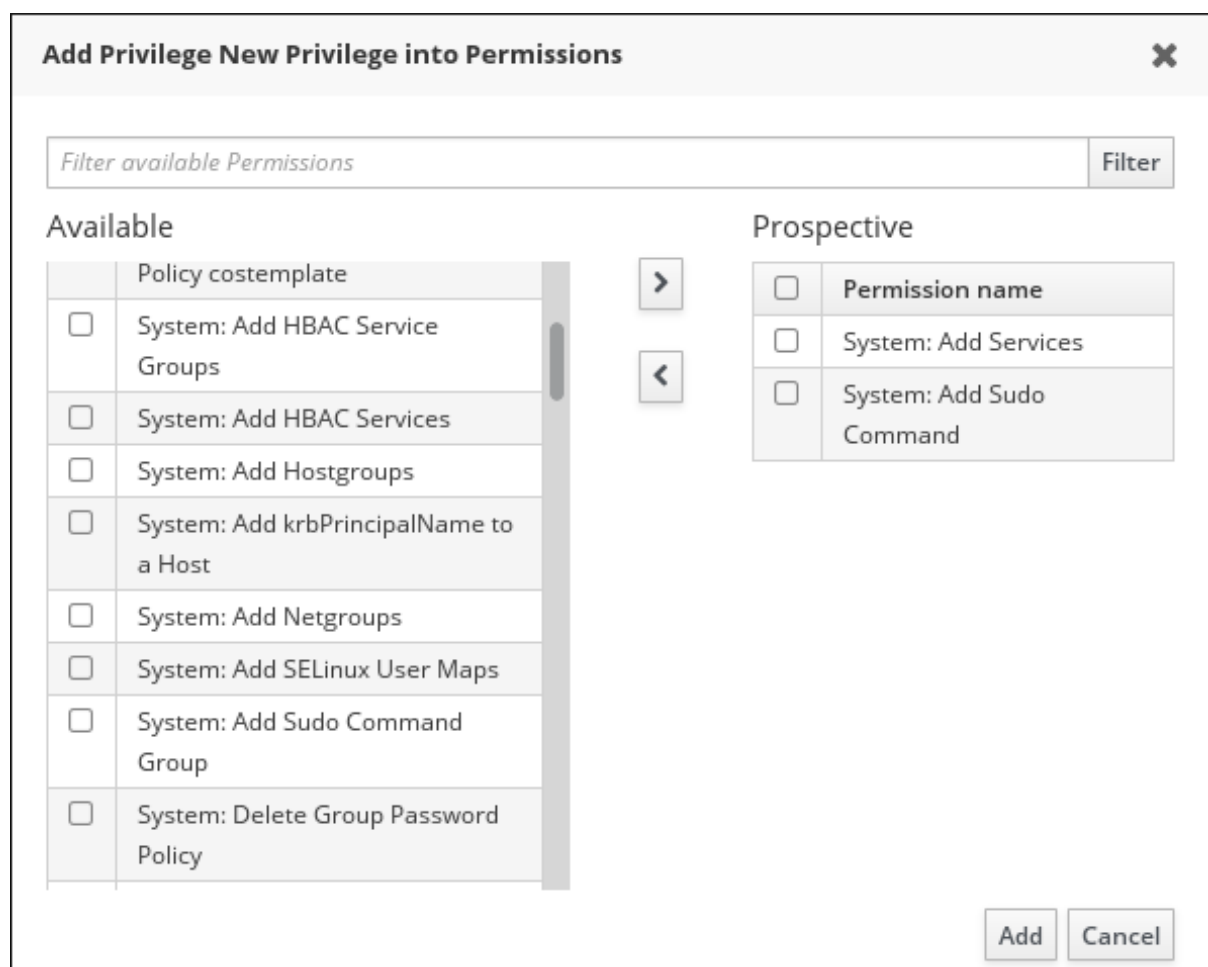 Add Privilege New Privilege into Permissions
Filter available Permissions
Filter
Available
Policy costemplate
System: Add HBAC Service
Groups
System: Add HBAC Services
System: Add Hostgroups
System: Add krbPrincipalName to
a Host
System: Add Netgroups
System: Add SELinux User Maps
System: Add Sudo Command
Group
System: Delete Group Password
Policy
Prospective
Permission name
System: Add Services
System: Add Sudo
Command
Add
Cancel